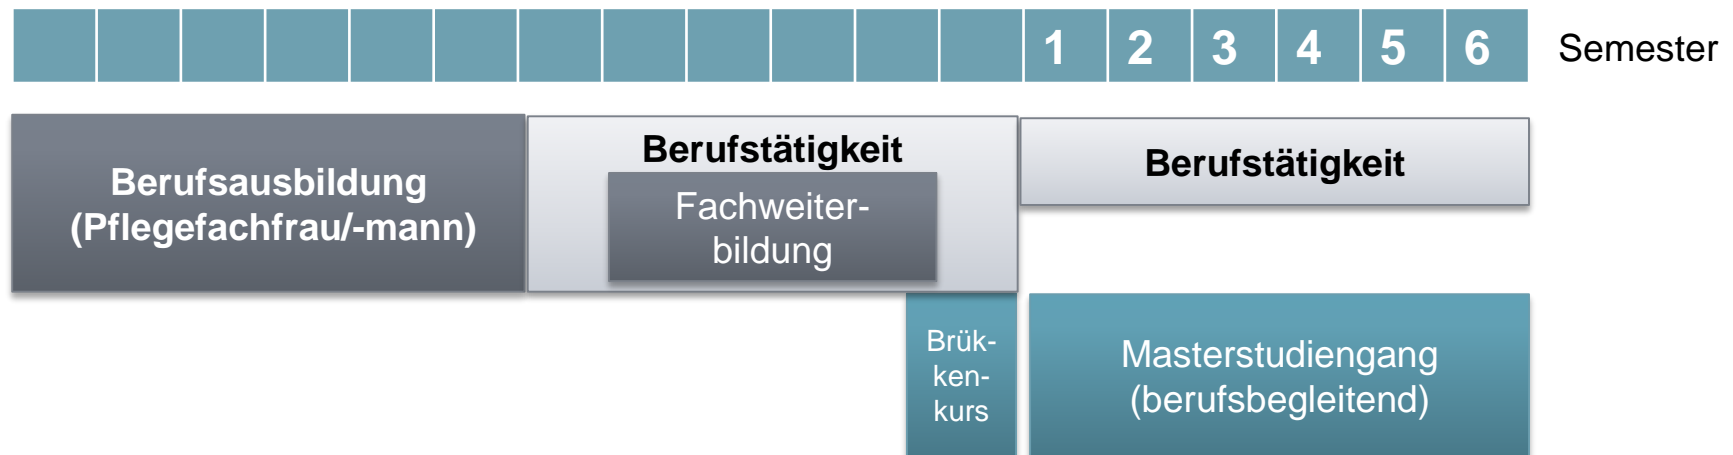 1 2 3 4 5 6 Semester
Berufsausbildung
(Pflegefachfrau/-mann)
Berufstätigkeit
Fachweiter-
bildung
Berufstätigkeit
Brük-
ken-
kurs
Masterstudiengang
(berufsbegleitend)